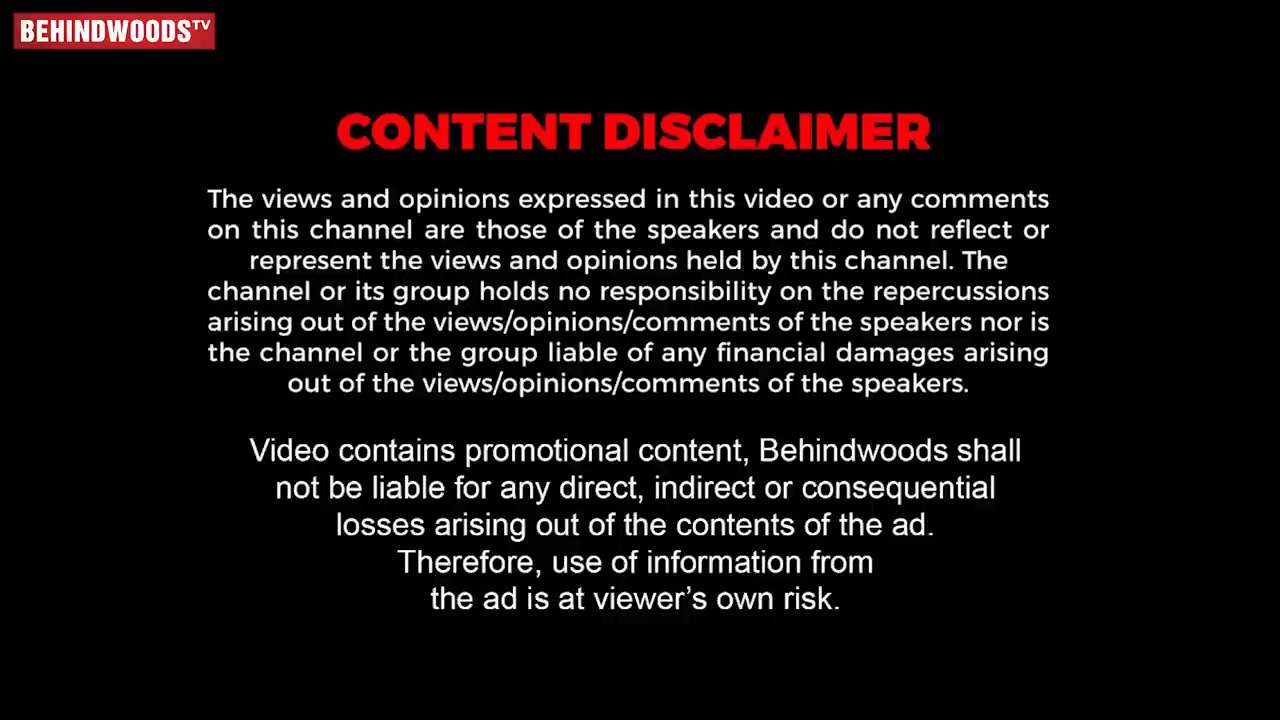 BEHINDWOODS TV
CONTENT DISCLAIMER
The views and opinions expressed in this video or any comments
on this channel are those of the speakers and do not reflect or
represent the views and opinions held by this channel. The
channel or its group holds no responsibility on the repercussions
arising out of the views/opinions/comments of the speakers nor is
the channel or the group liable of any financial damages arising
out of the views/opinions/comments of the speakers.
Video contains promotional content, Behindwoods shall
not be liable for any direct, indirect or consequential
losses arising out of the contents of the ad.
Therefore, use of information from
the ad is at viewer’s own risk.